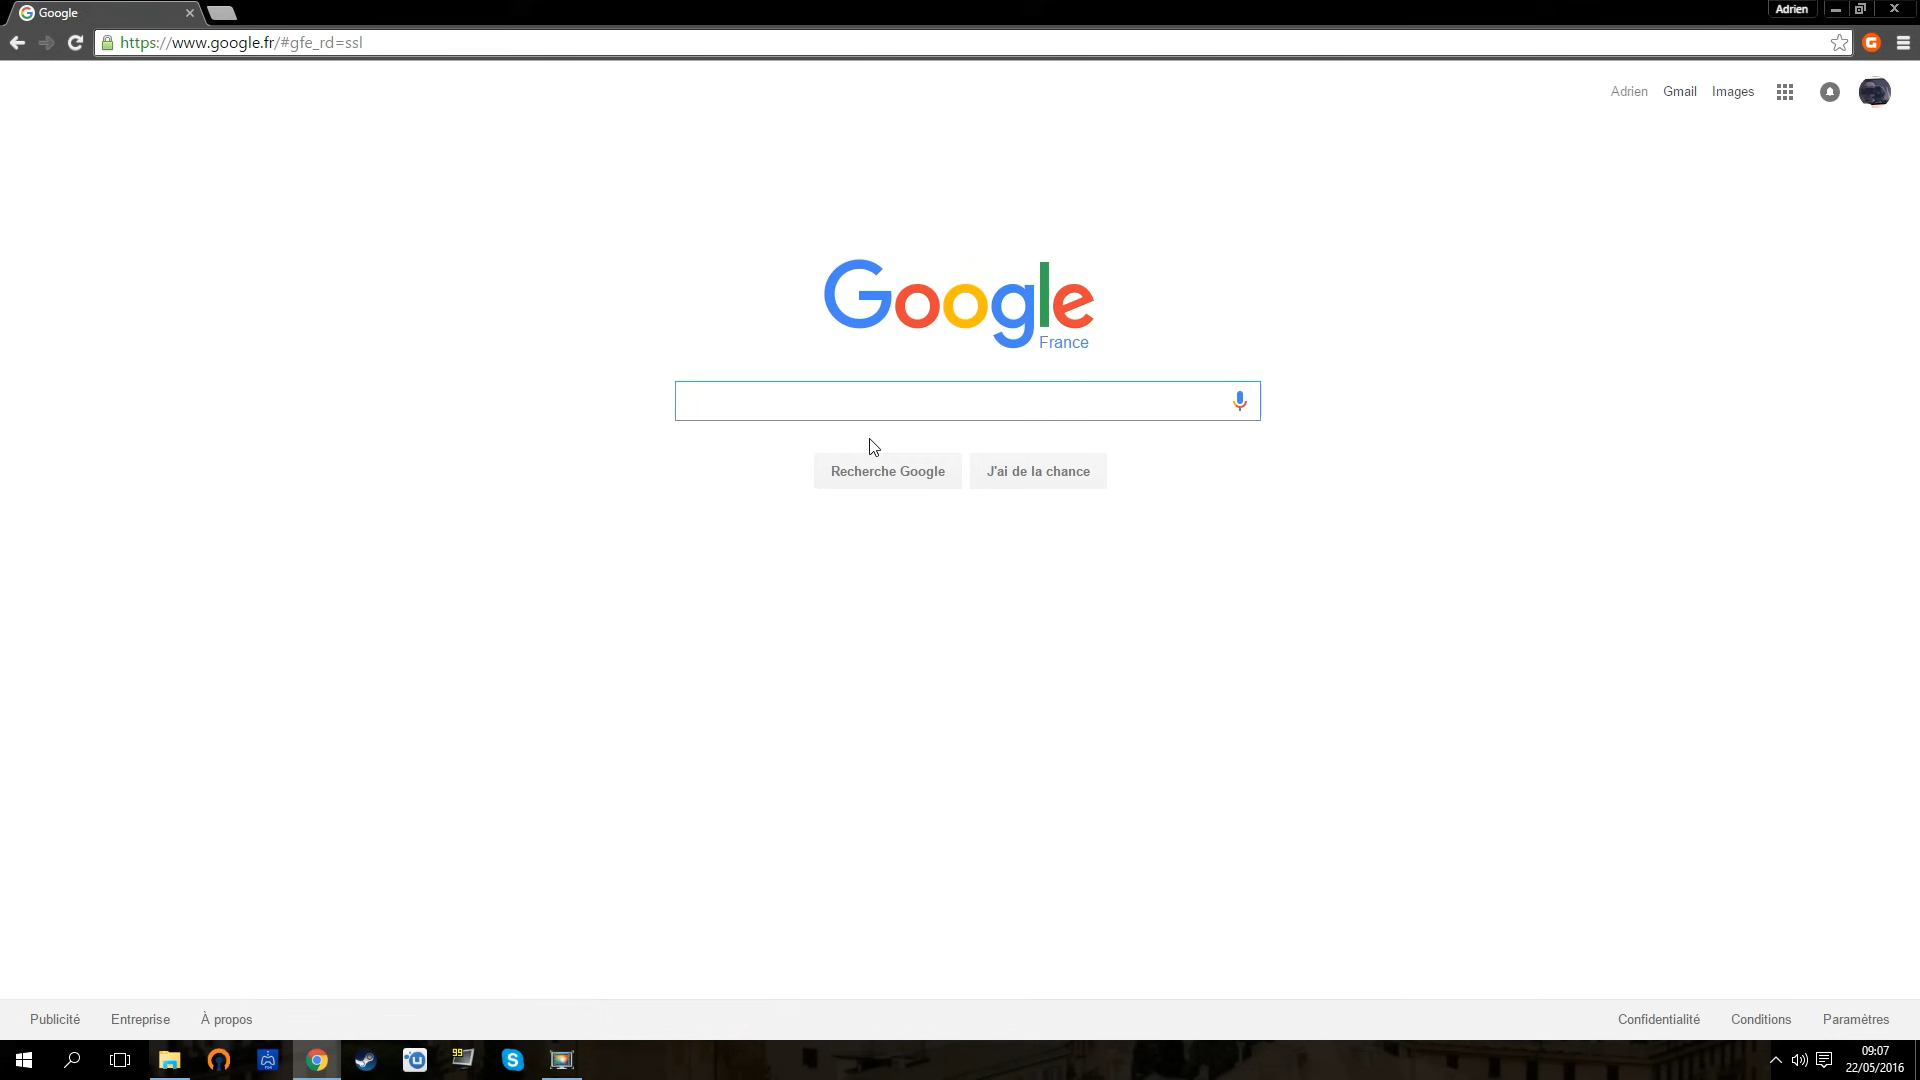 Google
Adrien
https://www.google.fr/#gfe_rd=ssl
Adrien Gmail Images
Google
France
Recherche Google J'ai de la chance
Publicité Entreprise À propos
Confidentialité Conditions Paramètres
99
09:07
22/05/2016